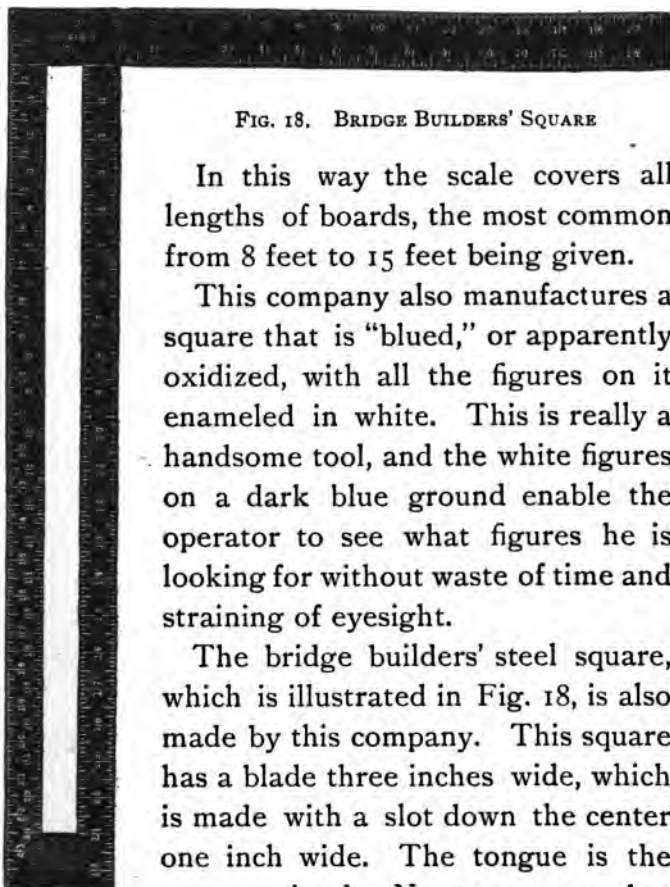 FIG. 18. BRIDGE BUILDERS' SQUARE
In this way the scale covers all
lengths of boards, the most common
from 8 feet to 15 feet being given.
This company also manufactures a
square that is “blued,” or apparently
oxidized, with all the figures on it
enameled in white. This is really a
handsome tool, and the white figures
on a dark blue ground enable the
operator to see what figures he is
looking for without waste of time and
straining of eyesight.
The bridge builders' steel square,
which is illustrated in Fig. 18, is also
made by this company. This square
has a blade three inches wide, which
is made with a slot down the center
one inch wide. The tongue is the